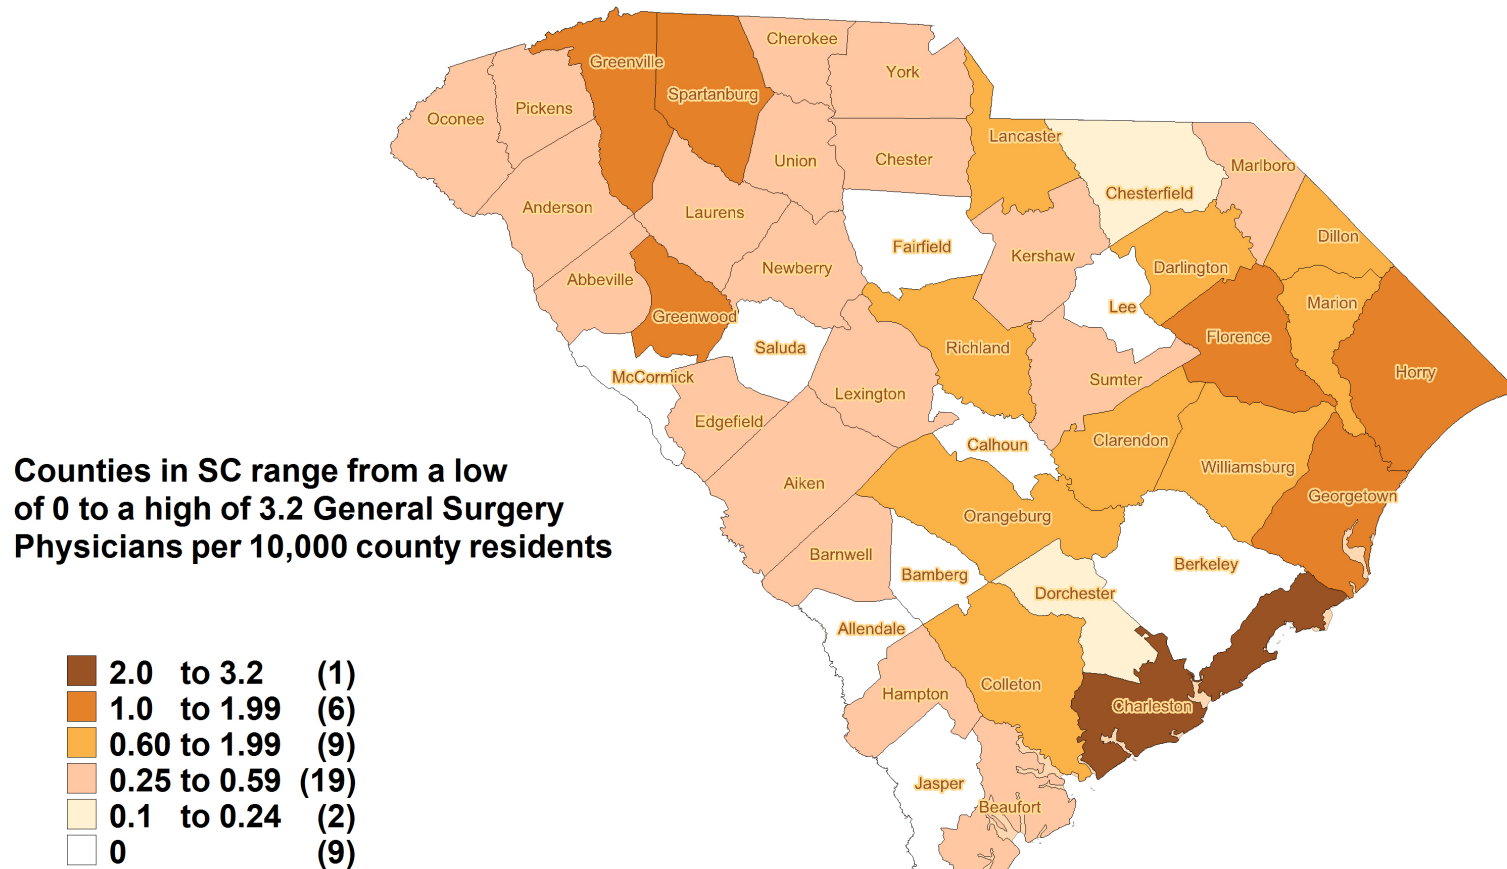 Cherokee
Greenville
York
Spartanburg
Pickens
Oconee
Lancaster
Union
Chester
Marlboro
Chesterfield
Anderson
Laurens
Dillon
Fairfield
Kershaw
Newberry
Darlington
Abbeville
Marion
Lee
Greenwood
Florence
Saluda
Richland
Horry
McCormick
Sumter
Lexington
Edgefield
Clarendon
Calhoun
Williamsburg
Counties in SC range from a low
Aiken
Georgetown
of 0 to a high of 3.2 General Surgery
Orangeburg
Physicians per 10,000 county residents
Barnwell
Berkeley
Bamberg
Dorchester
Allendale
Colleton
Hampton
Charleston
Jasper
Beaufort
2.0 to 3.2 (1)
1.0 to 1.99 (6)
0.60 to 1.99 (9)
0.25 to 0.59 (19)
0.1 to 0.24 (2)
0 (9)